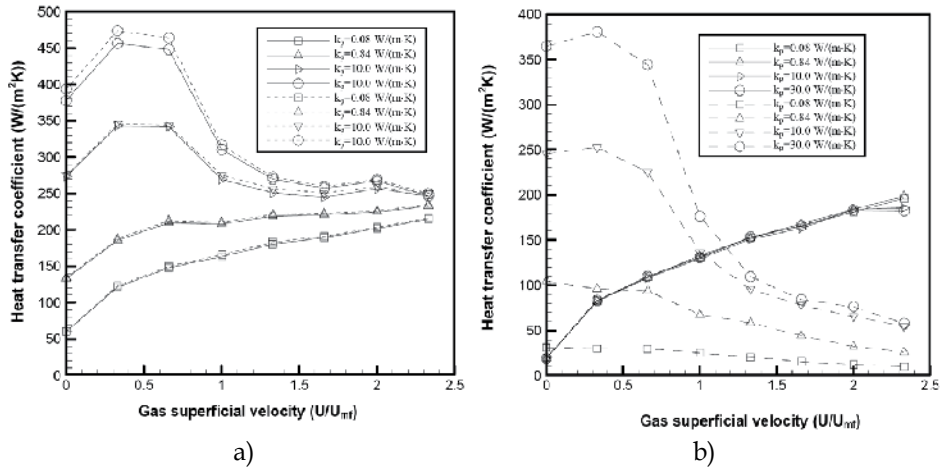 Heat transfer coefficient (W/(m²K))
500
450
400
350
300
250
200
150
100
50
0
kp=0.08 W/(m·K)
kp=0.84 W/(m·K)
kp=10.0 W/(m·K)
kp=10.0 W/(m·K)
kp=0.08 W/(m·K)
kp=0.84 W/(m·K)
kp=10.0 W/(m·K)
kp=10.0 W/(m·K)
0 0.5 1 1.5 2 2.5
Gas superficial velocity (U/Umf)
a)
Heat transfer coefficient (W/(m²K))
400
350
300
250
200
150
100
50
0
kp=0.08 W/(m·K)
kp=0.84 W/(m·K)
kp=10.0 W/(m·K)
kp=30.0 W/(m·K)
kp=0.08 W/(m·K)
kp=0.84 W/(m·K)
kp=10.0 W/(m·K)
kp=30.0 W/(m·K)
0 0.5 1 1.5 2 2.5
Gas superficial velocity (U/Umf)
b)